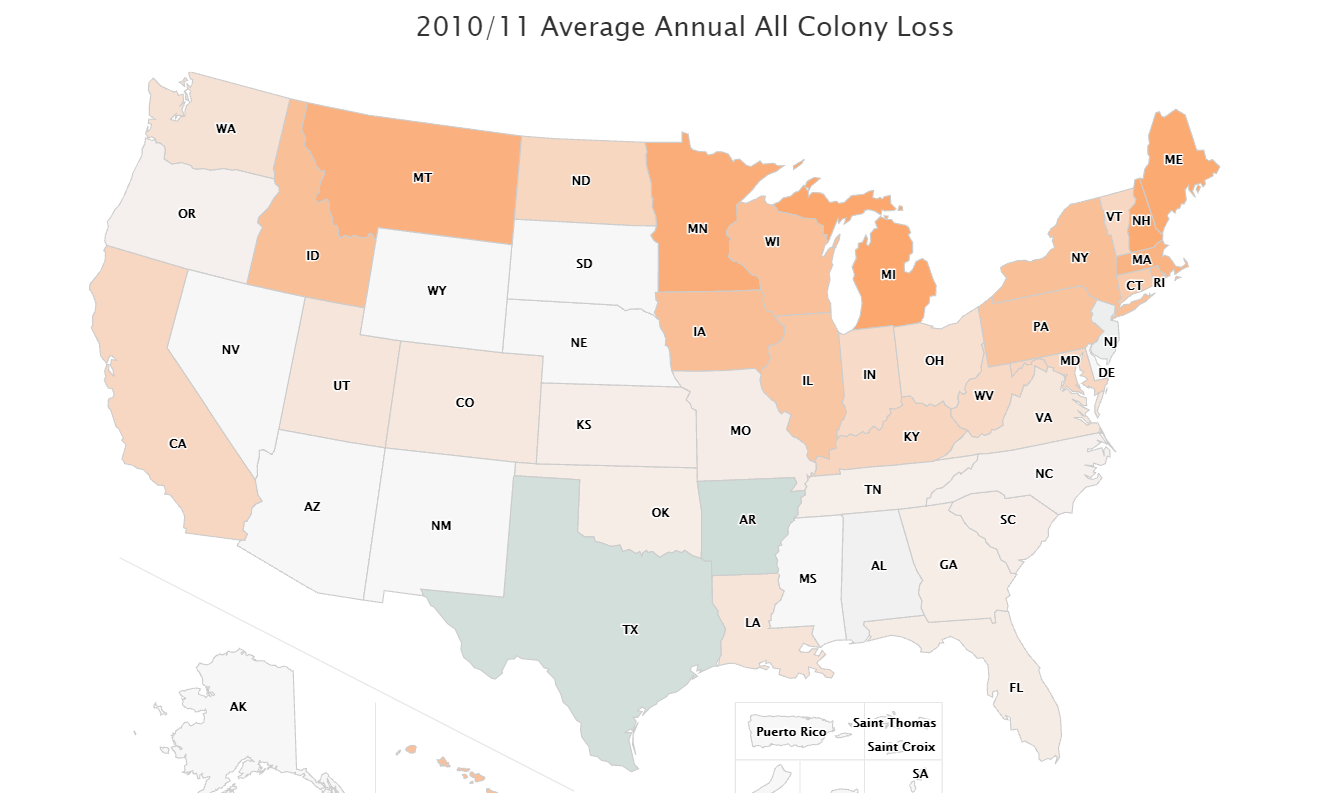 2010/11 Average Annual All Colony Loss
WA
MT
ND
MN
ME
OR
ID
SD
WI
MI
VT
NH
NY
MA
WY
IA
CT
RI
NV
NE
PA
NJ
UT
CO
IL
IN
OH
MD
DE
CA
KS
MO
KY
WV
VA
AZ
NM
OK
AR
TN
NC
SC
TX
LA
MS
AL
GA
FL
AK
Puerto Rico
Saint Thomas
Saint Croix
SA